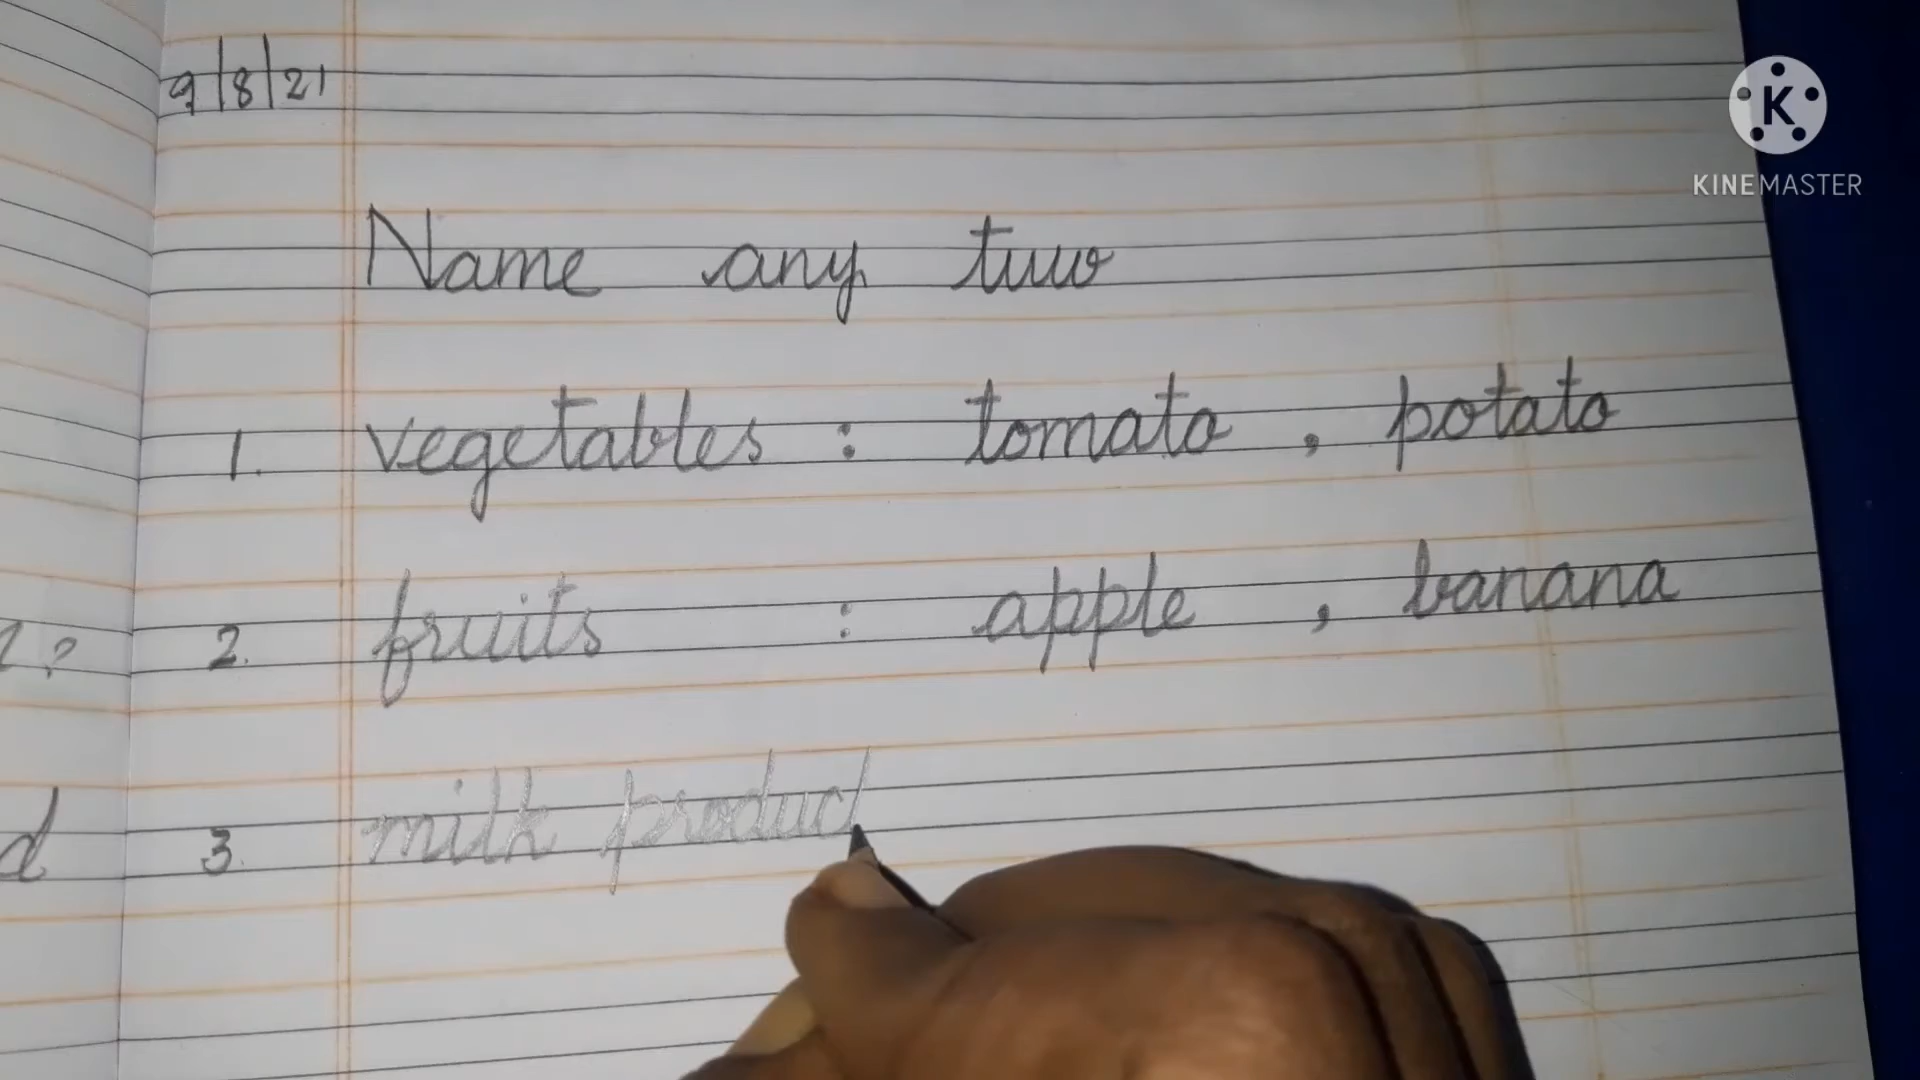 9/8/21
KINEMASTER
Name any two
1. vegetables : tomato , potato
2. fruits : apple , banana
3. milk product
d